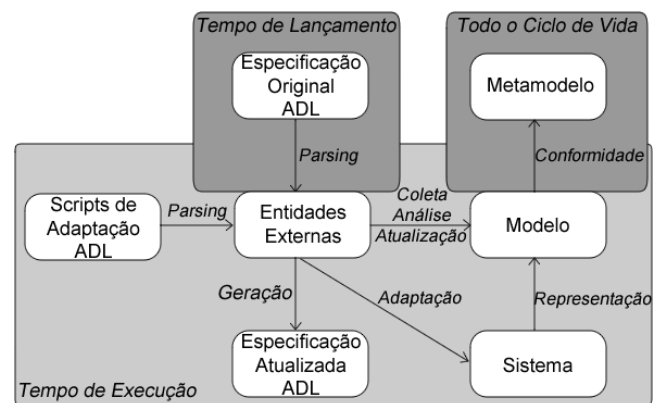 Tempo de Lançamento
Todo o Ciclo de Vida
Especificação
Original
ADL
Metamodelo
Parsing
Conformidade
Scripts de
Adaptação
ADL
Parsing
Entidades
Externas
Coleta
Análise
Atualização
Modelo
Geração
Adaptação
Representação
Especificação
Atualizada
ADL
Sistema
Tempo de Execução